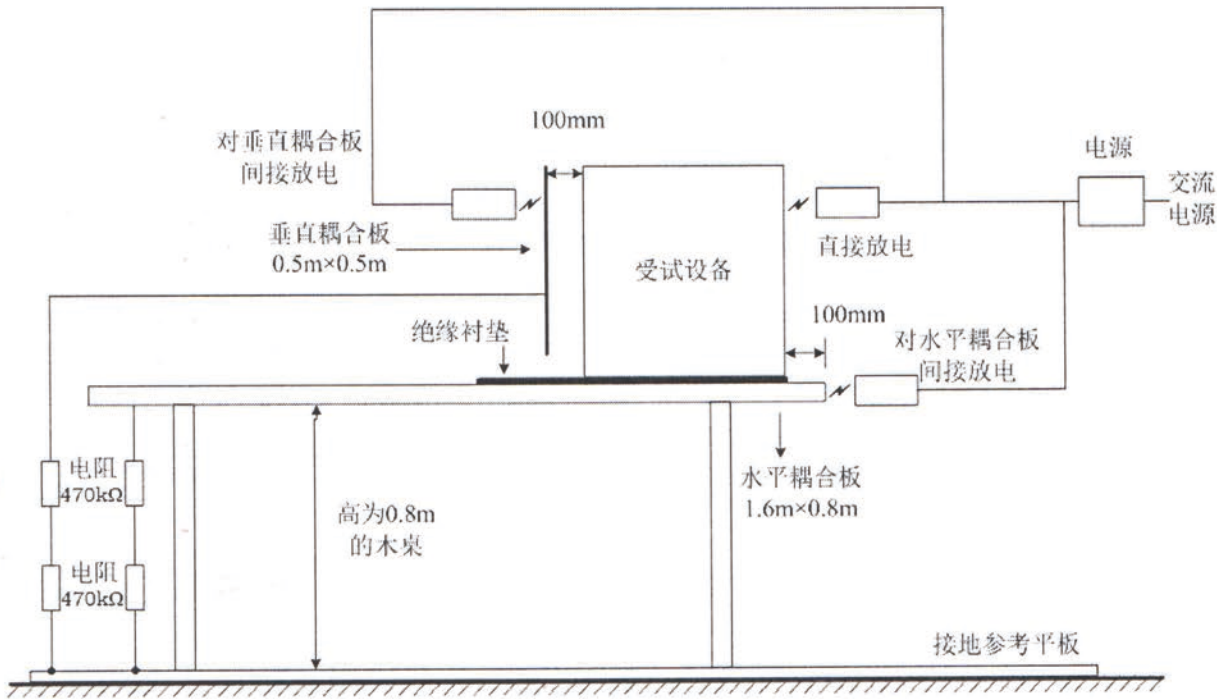 100mm
对垂直耦合板
间接放电
电源
交流
电源
垂直耦合板
0.5m×0.5m
直接放电
受试设备
100mm
绝缘衬垫
对水平耦合板
间接放电
电阻
470kΩ
水平耦合板
1.6m×0.8m
高为0.8m
的木桌
电阻
470kΩ
接地参考平板